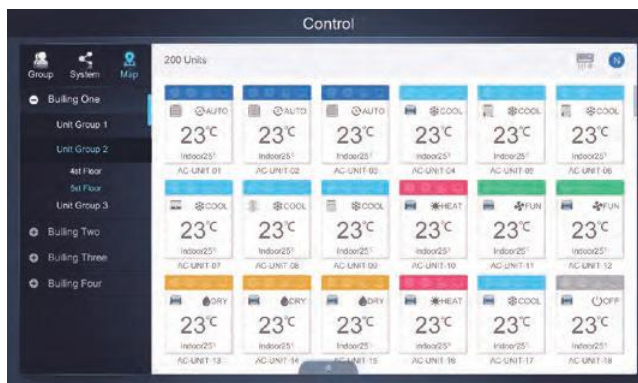 Control
Group System Map
200 Units
N
Builing One
Unit Group 1
Unit Group 2
4st Floor
5st Floor
Unit Group 3
Builing Two
Builing Three
Builing Four
AUTO AUTO AUTO COOL COOL COOL
23°C 23°C 23°C 23°C 23°C 23°C
Indoor25° Indoor25° Indoor25° Indoor25° Indoor25° Indoor25°
AC-UNIT-01 AC-UNIT-02 AC-UNIT-03 AC-UNIT-04 AC-UNIT-05 AC-UNIT-06
COOL COOL COOL HEAT FUN FUN
23°C 23°C 23°C 23°C 23°C 23°C
Indoor25° Indoor25° Indoor25° Indoor25° Indoor25° Indoor25°
AC-UNIT-07 AC-UNIT-08 AC-UNIT-09 AC-UNIT-10 AC-UNIT-11 AC-UNIT-12
DRY DRY DRY HEAT COOL OFF
23°C 23°C 23°C 23°C 23°C 23°C
Indoor25° Indoor25° Indoor25° Indoor25° Indoor25° Indoor25°
AC-UNIT-13 AC-UNIT-14 AC-UNIT-15 AC-UNIT-16 AC-UNIT-17 AC-UNIT-18